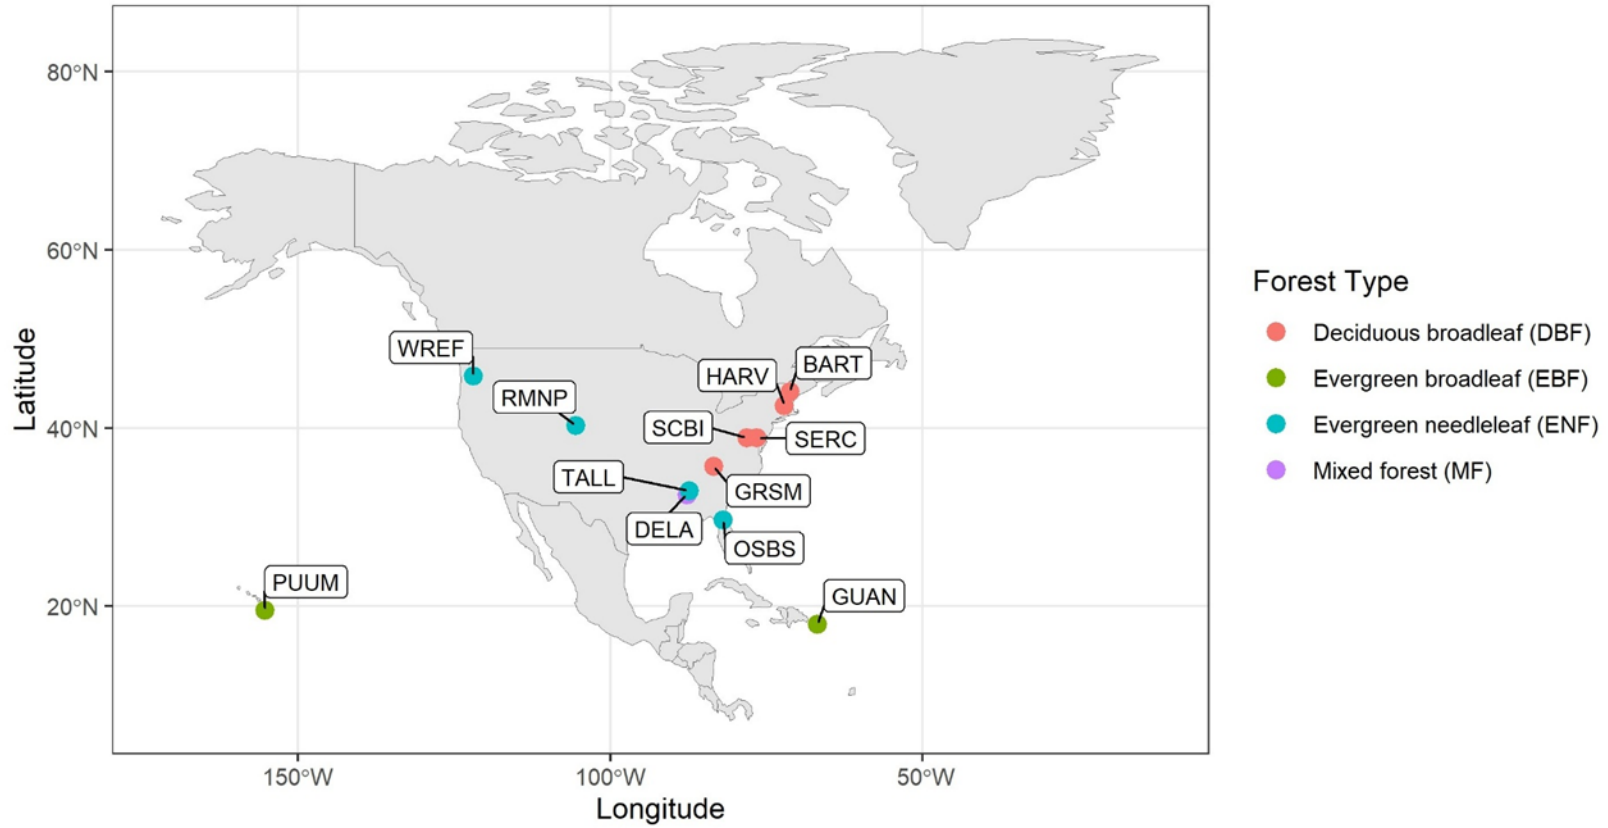 80°N
60°N
40°N
20°N
Latitude
WREF
RMNP
HARV
BART
SCBI
SERC
TALL
GRSM
DELA
OSBS
PUUM
GUAN
150°W
100°W
50°W
Longitude
Forest Type
Deciduous broadleaf (DBF)
Evergreen broadleaf (EBF)
Evergreen needleleaf (ENF)
Mixed forest (MF)